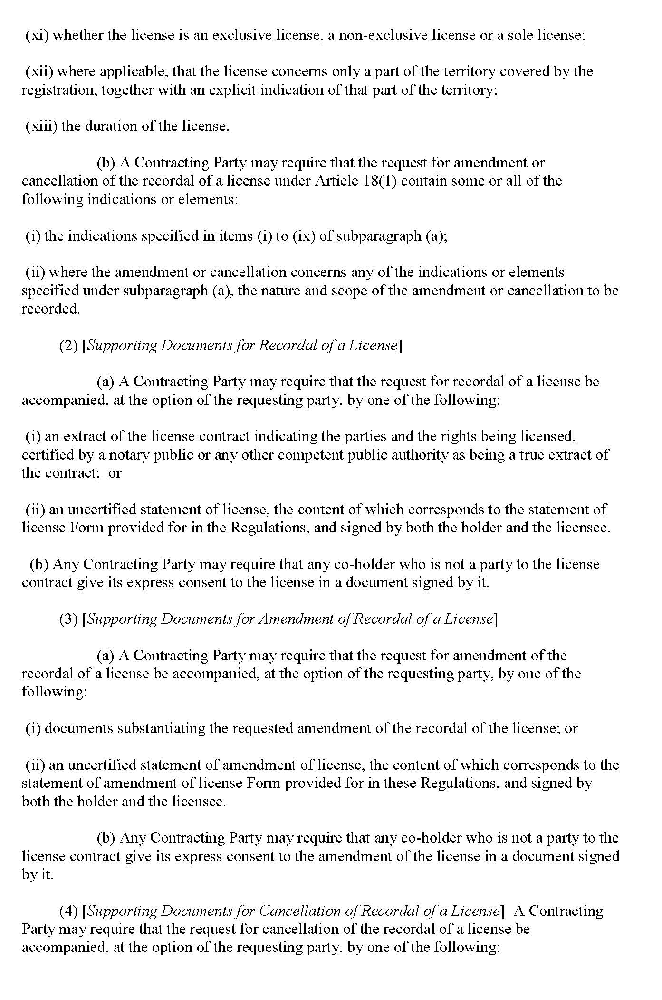 (xi) whether the license is an exclusive license, a non-exclusive license or a sole license;
(xii) where applicable, that the license concerns only a part of the territory covered by the
registration, together with an explicit indication of that part of the territory;
(xiii) the duration of the license.
(b) A Contracting Party may require that the request for amendment or
cancellation of the recordal of a license under Article 18(1) contain some or all of the
following indications or elements:
(i) the indications specified in items (i) to (ix) of subparagraph (a);
(ii) where the amendment or cancellation concerns any of the indications or elements
specified under subparagraph (a), the nature and scope of the amendment or cancellation to be
recorded.
(2) [Supporting Documents for Recordal of a License]
(a) A Contracting Party may require that the request for recordal of a license be
accompanied, at the option of the requesting party, by one of the following:
(i) an extract of the license contract indicating the parties and the rights being licensed,
certified by a notary public or any other competent public authority as being a true extract of
the contract;  or
(ii) an uncertified statement of license, the content of which corresponds to the statement of
license Form provided for in the Regulations, and signed by both the holder and the licensee.
(b) Any Contracting Party may require that any co-holder who is not a party to the license
contract give its express consent to the license in a document signed by it.
(3) [Supporting Documents for Amendment of Recordal of a License]
(a) A Contracting Party may require that the request for amendment of the
recordal of a license be accompanied, at the option of the requesting party, by one of the
following:
(i) documents substantiating the requested amendment of the recordal of the license; or
(ii) an uncertified statement of amendment of license, the content of which corresponds to the
statement of amendment of license Form provided for in these Regulations, and signed by
both the holder and the licensee.
(b) Any Contracting Party may require that any co-holder who is not a party to the
license contract give its express consent to the amendment of the license in a document signed
by it.
(4) [Supporting Documents for Cancellation of Recordal of a License]  A Contracting
Party may require that the request for cancellation of the recordal of a license be
accompanied, at the option of the requesting party, by one of the following: